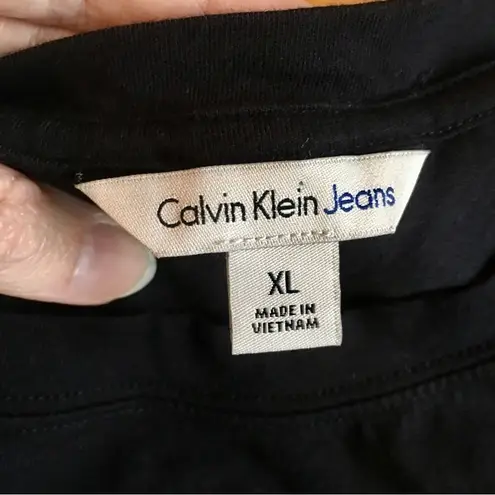 Calvin Klein Jeans
XL
MADE IN
VIETNAM